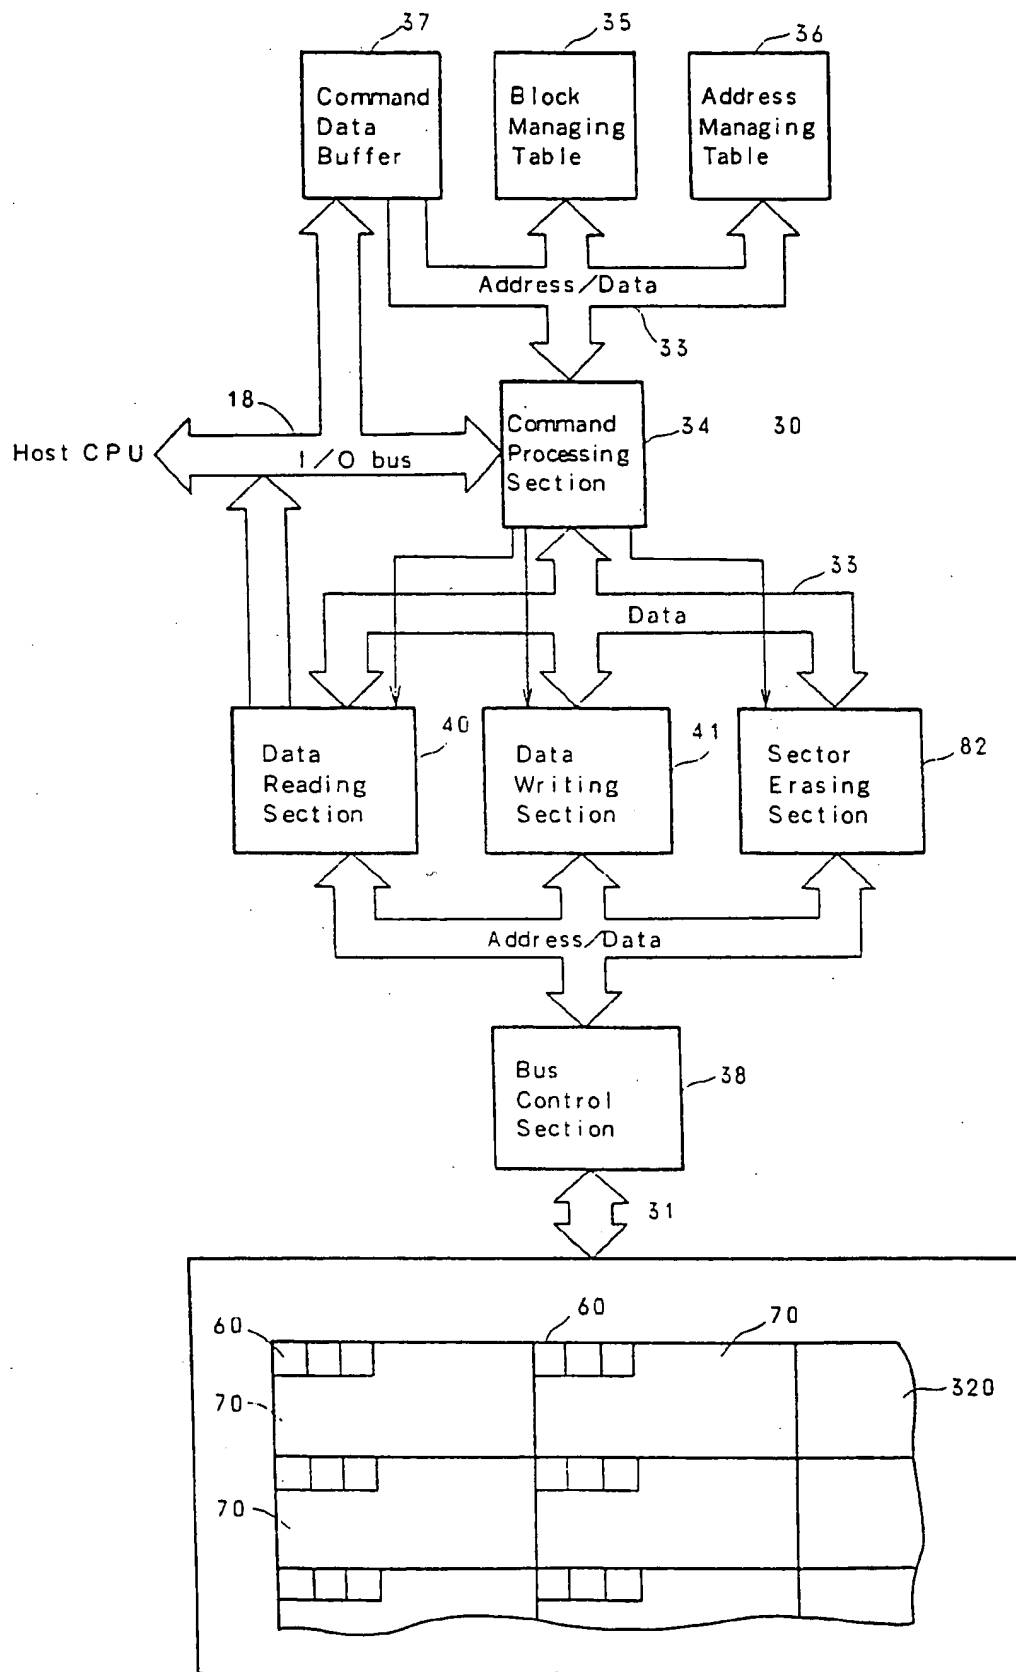 37
35
36
Command
Data
Buffer
Block
Managing
Table
Address
Managing
Table
Address/Data
33
18
Host CPU
I/O bus
Command
Processing
Section
34
30
33
Data
Data
Reading
Section
40
Data
Writing
Section
41
Sector
Erasing
Section
82
Address/Data
Bus
Control
Section
38
31
60
60
70
70
320
70